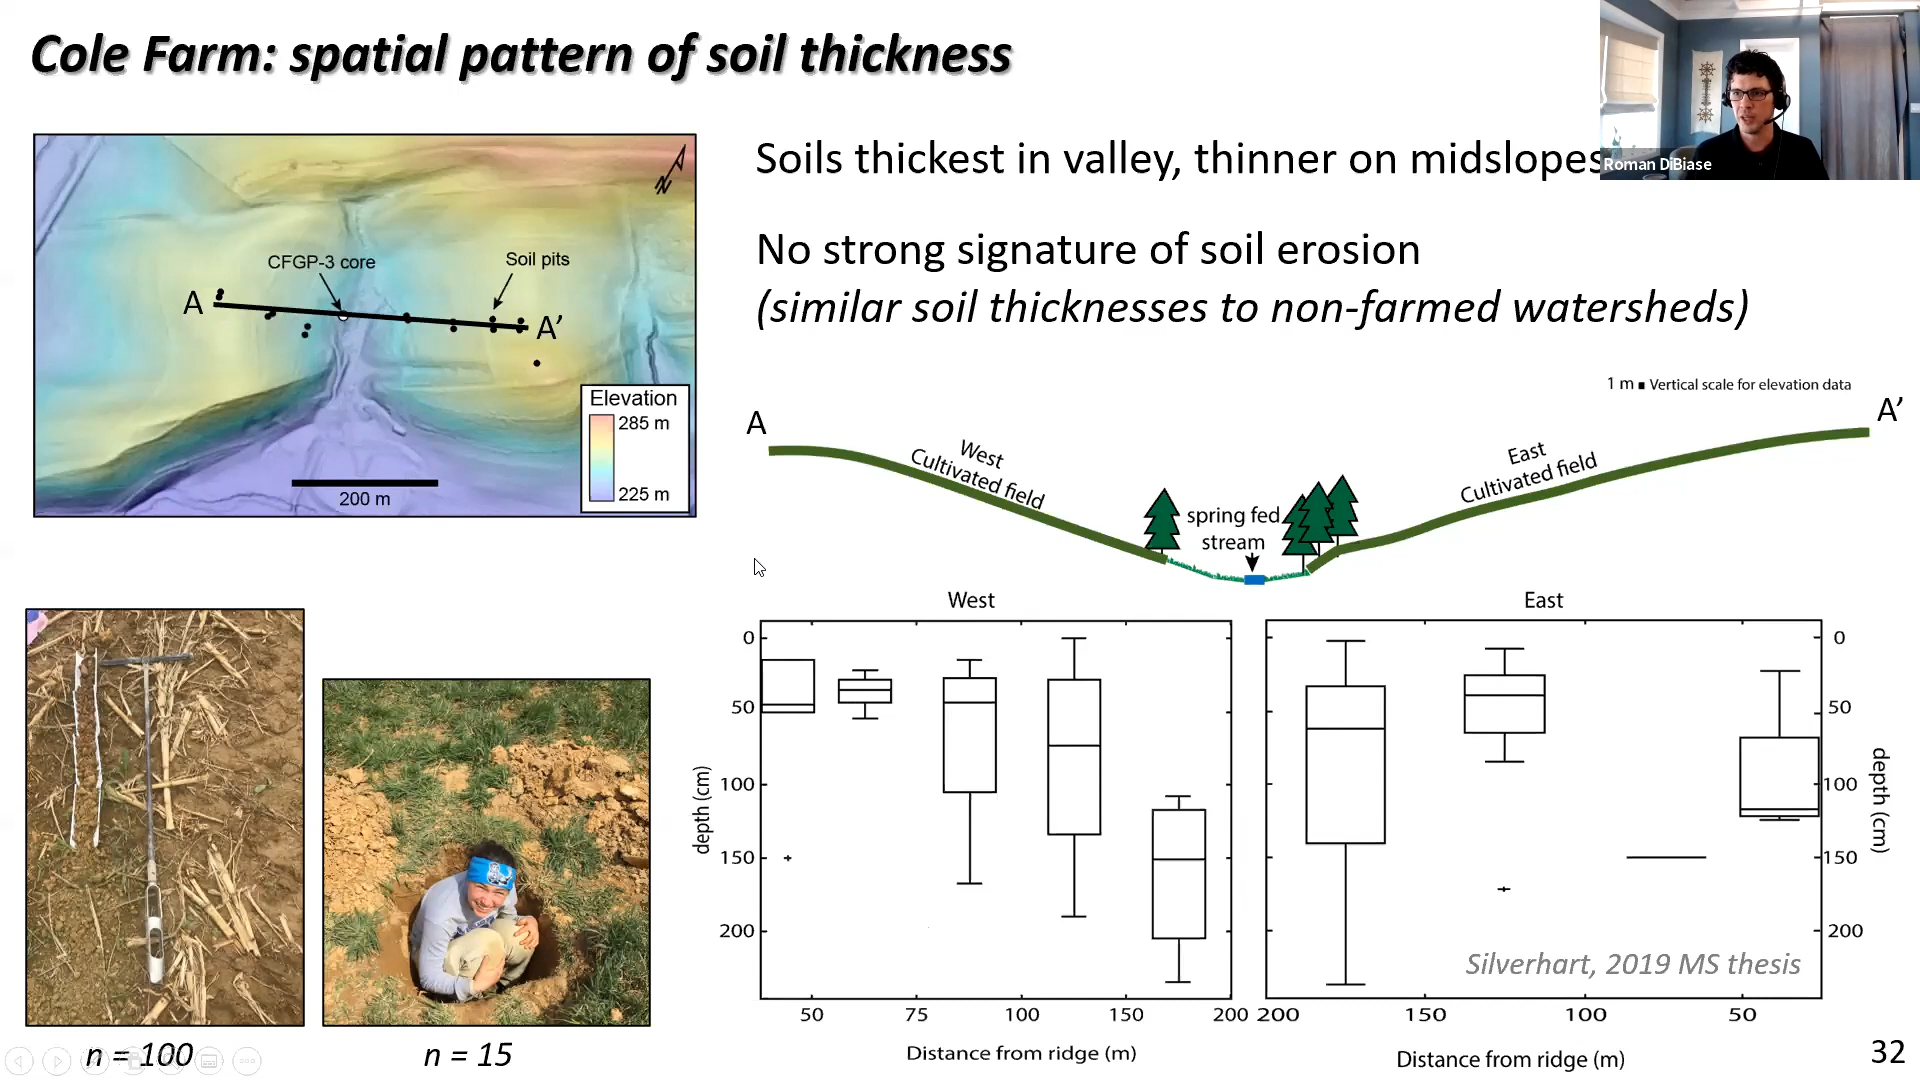 Cole Farm: spatial pattern of soil thickness
Roman DiBiase
Soils thickest in valley, thinner on midslopes
No strong signature of soil erosion
(similar soil thicknesses to non-farmed watersheds)
N
CFGP-3 core
Soil pits
A
A'
Elevation
285 m
225 m
200 m
1 m ■ Vertical scale for elevation data
A
A'
West
Cultivated field
spring fed
stream
East
Cultivated field
West
0
50
100
150
200
depth (cm)
50
75
100
150
200
Distance from ridge (m)
East
0
50
100
150
200
depth (cm)
200
150
100
50
Distance from ridge (m)
Silverhart, 2019 MS thesis
n = 100
n = 15
32